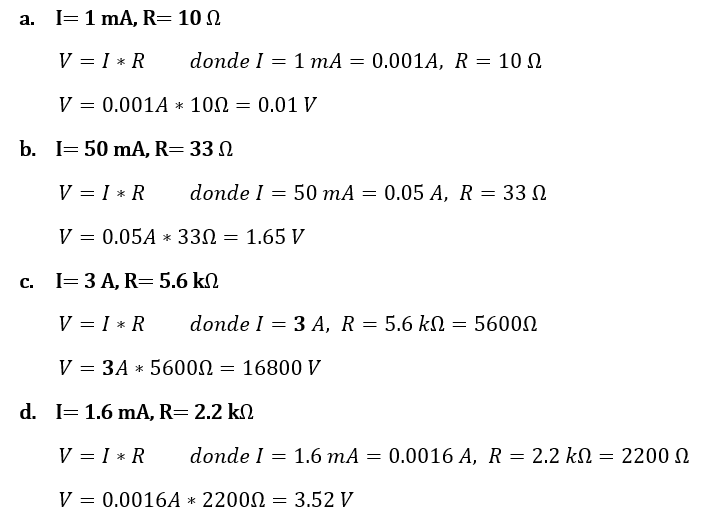 a. I= 1 mA, R= 10 Ω
V = I ∗ R donde I = 1 mA = 0.001A, R = 10 Ω
V = 0.001A ∗ 10Ω = 0.01 V
b. I= 50 mA, R= 33 Ω
V = I ∗ R donde I = 50 mA = 0.05 A, R = 33 Ω
V = 0.05A ∗ 33Ω = 1.65 V
c. I= 3 A, R= 5.6 kΩ
V = I ∗ R donde I = 3 A, R = 5.6 kΩ = 5600Ω
V = 3A ∗ 5600Ω = 16800 V
d. I= 1.6 mA, R= 2.2 kΩ
V = I ∗ R donde I = 1.6 mA = 0.0016 A, R = 2.2 kΩ = 2200 Ω
V = 0.0016A ∗ 2200Ω = 3.52 V